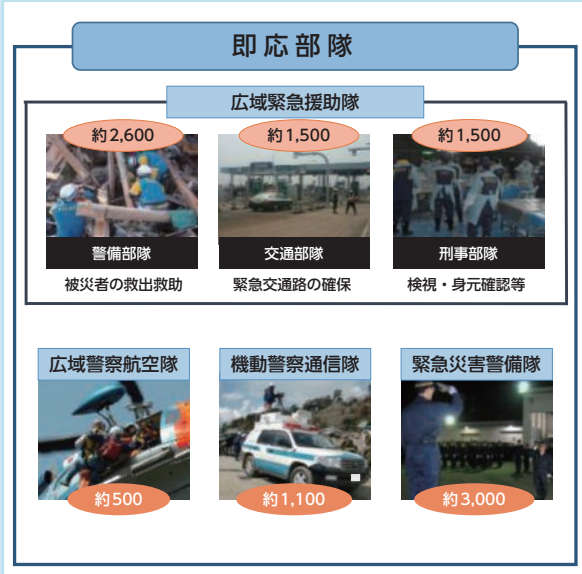 即応部隊
広域緊急援助隊
約2,600
約1,500
約1,500
警備部隊
交通部隊
刑事部隊
被災者の救出救助
緊急交通路の確保
検視・身元確認等
広域警察航空隊
機動警察通信隊
緊急災害警備隊
約500
約1,100
約3,000